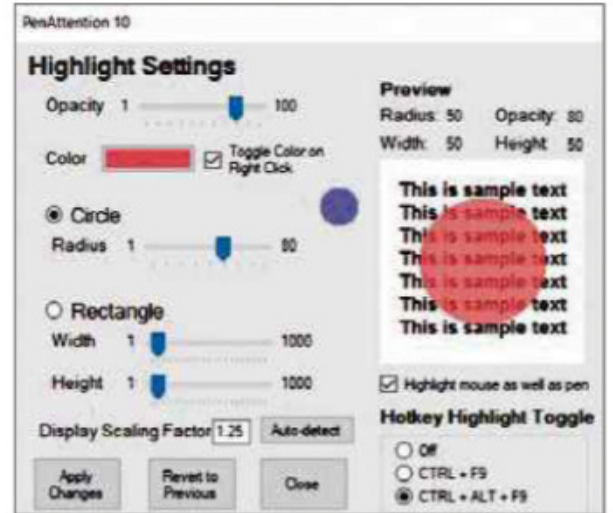 PenAttention 10
Highlight Settings
Opacity 1 100
Color Toggle Color on
Right Click
Circle
Radius 1 80
Rectangle
Width 1 1000
Height 1 1000
Display Scaling Factor 1.25 Auto-detect
Apply
Changes
Revert to
Previous
Close
Preview
Radius: 50 Opacity: 80
Width: 50 Height: 50
This is sample text
This is sample text
This is sample text
This is sample text
This is sample text
This is sample text
This is sample text
Highlight mouse as well as pen
Hotkey Highlight Toggle
Off
CTRL + F9
CTRL + ALT + F9